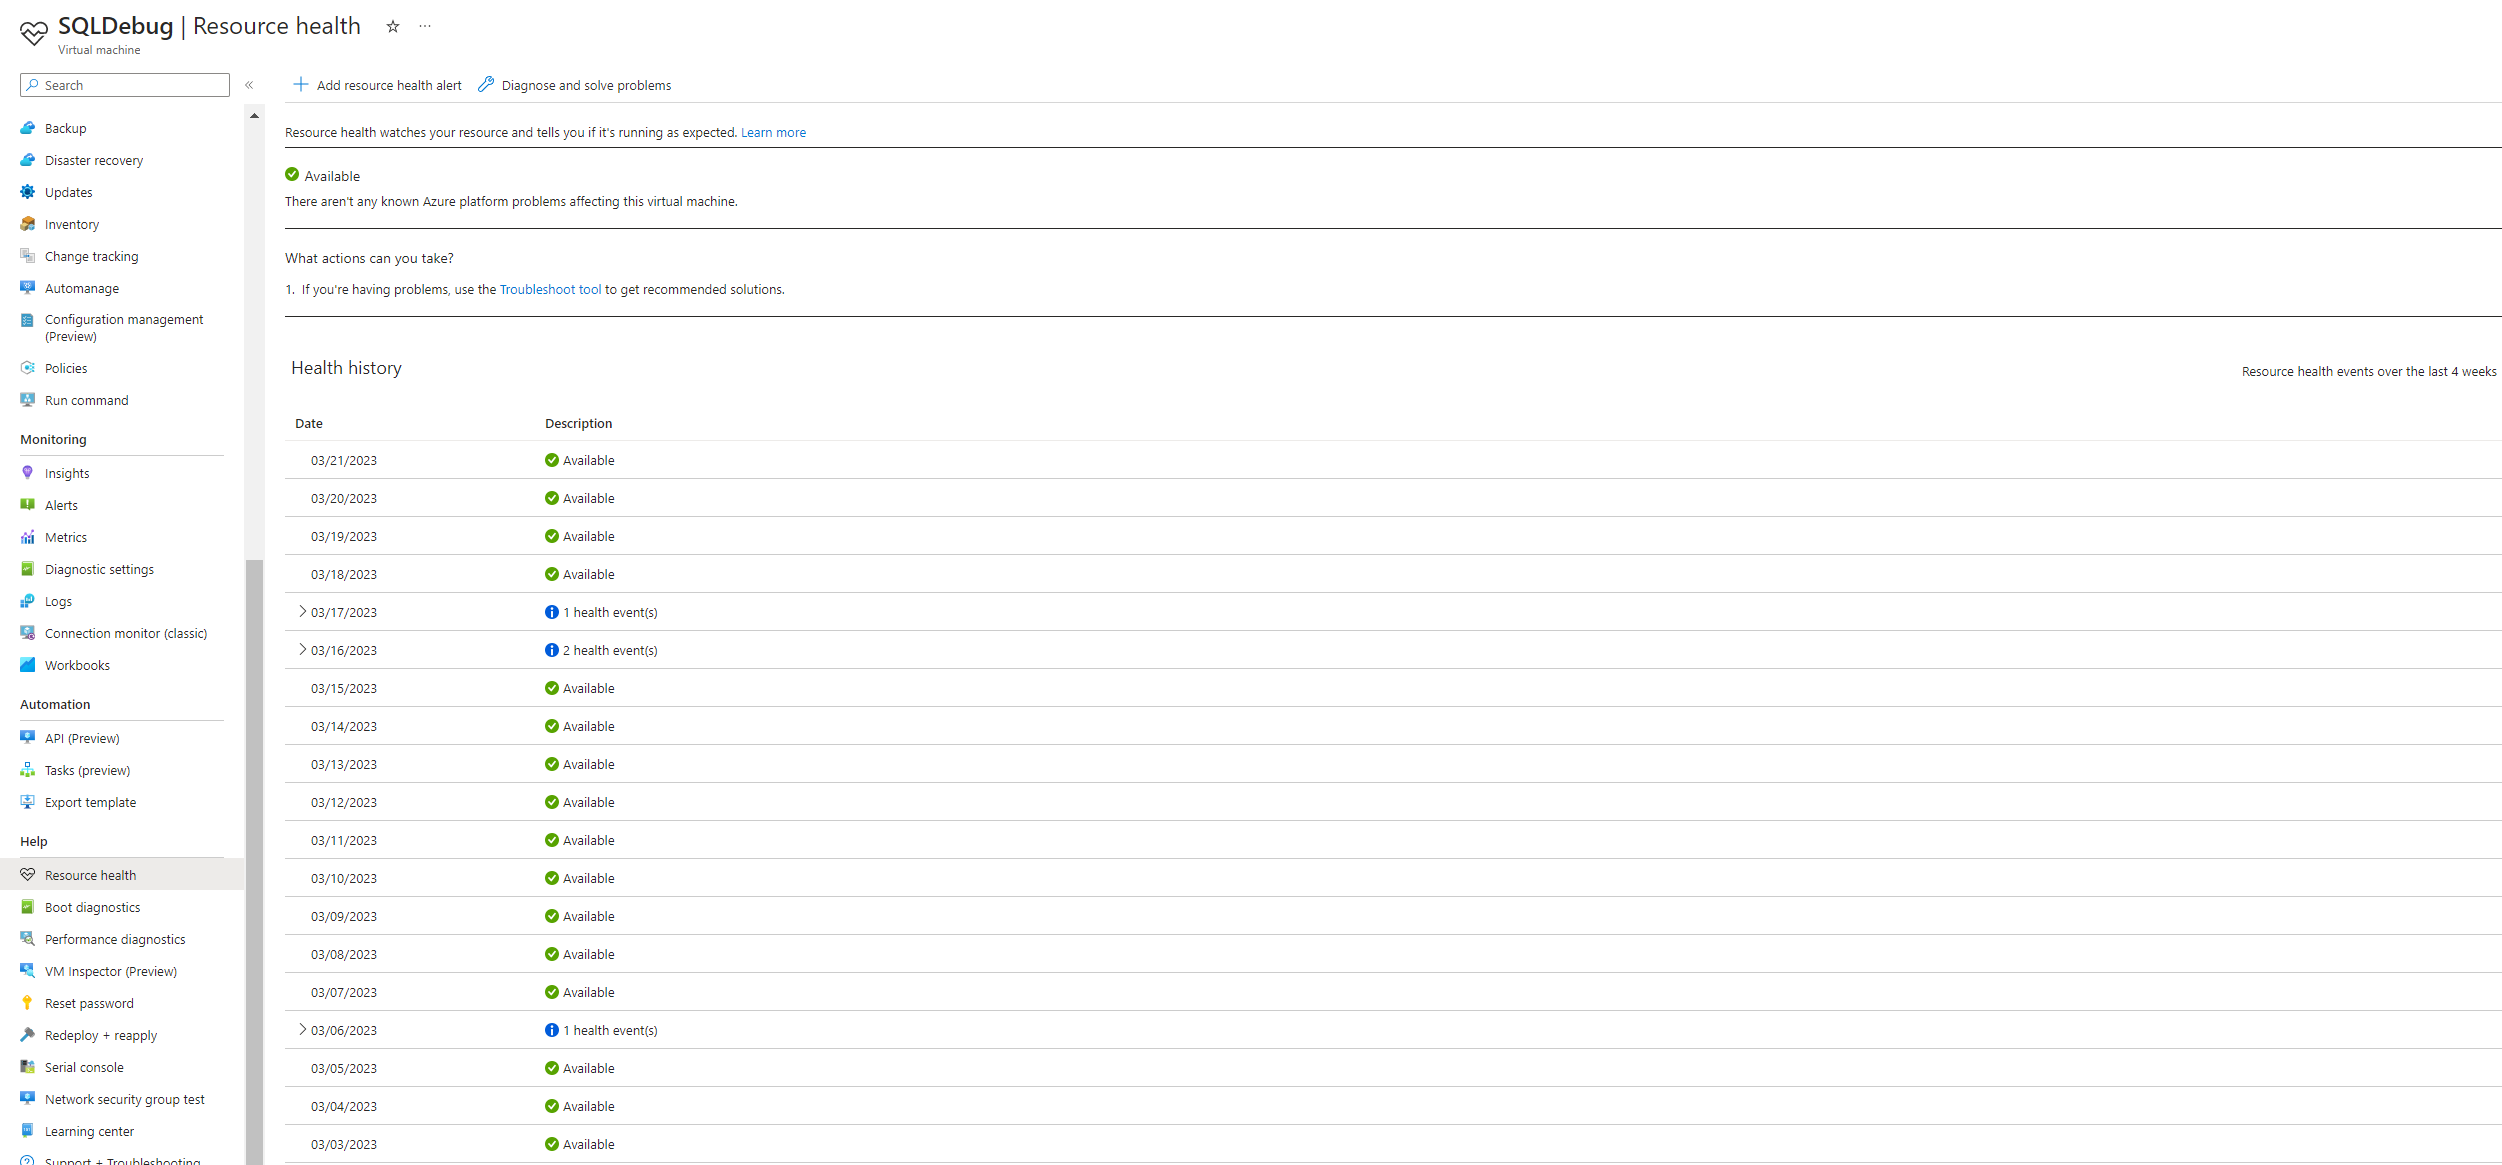 SQLDebug | Resource health
Virtual machine
Search
Backup
Disaster recovery
Updates
Inventory
Change tracking
Automanage
Configuration management
(Preview)
Policies
Run command
Monitoring
Insights
Alerts
Metrics
Diagnostic settings
Logs
Connection monitor (classic)
Workbooks
Automation
API (Preview)
Tasks (preview)
Export template
Help
Resource health
Boot diagnostics
Performance diagnostics
VM Inspector (Preview)
Reset password
Redeploy + reapply
Serial console
Network security group test
Learning center
Support + Troubleshooting
Add resource health alert
Diagnose and solve problems
Resource health watches your resource and tells you if it's running as expected. Learn more
Available
There aren't any known Azure platform problems affecting this virtual machine.
What actions can you take?
1. If you're having problems, use the Troubleshoot tool to get recommended solutions.
Health history
Resource health events over the last 4 weeks
Date Description
03/21/2023 Available
03/20/2023 Available
03/19/2023 Available
03/18/2023 Available
03/17/2023 1 health event(s)
03/16/2023 2 health event(s)
03/15/2023 Available
03/14/2023 Available
03/13/2023 Available
03/12/2023 Available
03/11/2023 Available
03/10/2023 Available
03/09/2023 Available
03/08/2023 Available
03/07/2023 Available
03/06/2023 1 health event(s)
03/05/2023 Available
03/04/2023 Available
03/03/2023 Available